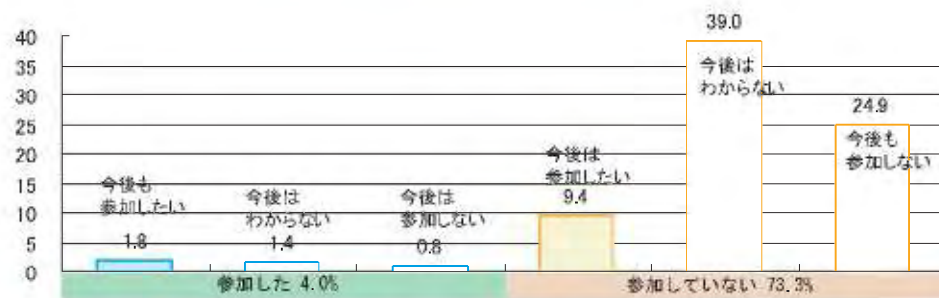 39.0
40
35
30
25
20
15
10
5
0
今後も
参加したい
1.8
今後は
わからない
1.4
今後は
参加しない
0.8
今後は
参加したい
9.4
今後は
わからない
24.9
今後も
参加しない
参加した 4.0%
参加していない 73.3%